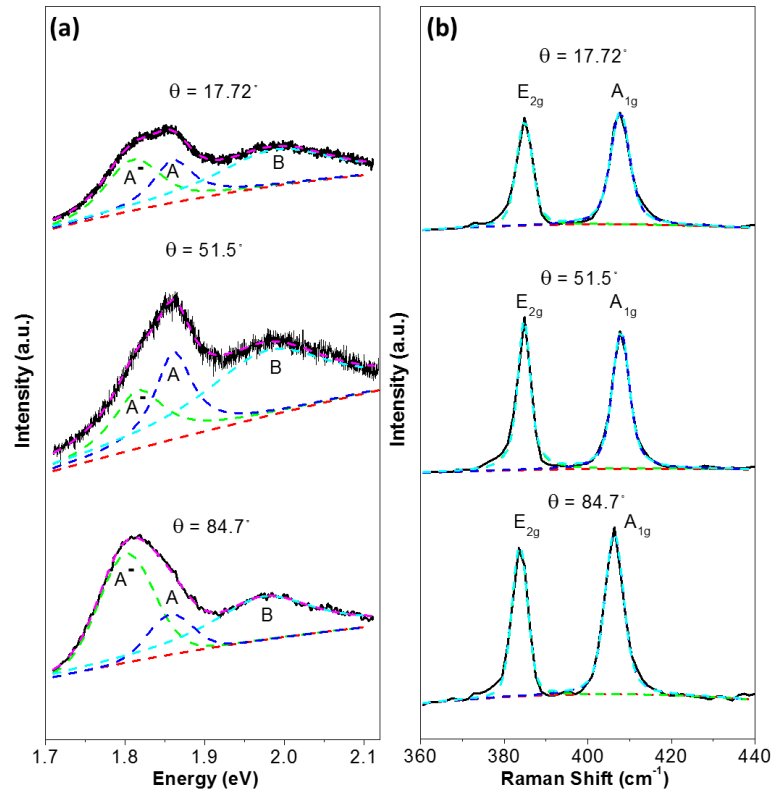 (a)
θ = 17.72°
A⁻
A
B
θ = 51.5°
A⁻
A
B
θ = 84.7°
A⁻
A
B
Intensity (a.u.)
1.7 1.8 1.9 2.0 2.1
Energy (eV)
(b)
θ = 17.72°
E₂g A₁g
θ = 51.5°
E₂g A₁g
θ = 84.7°
E₂g A₁g
Intensity (a.u.)
360 380 400 420 440
Raman Shift (cm⁻¹)